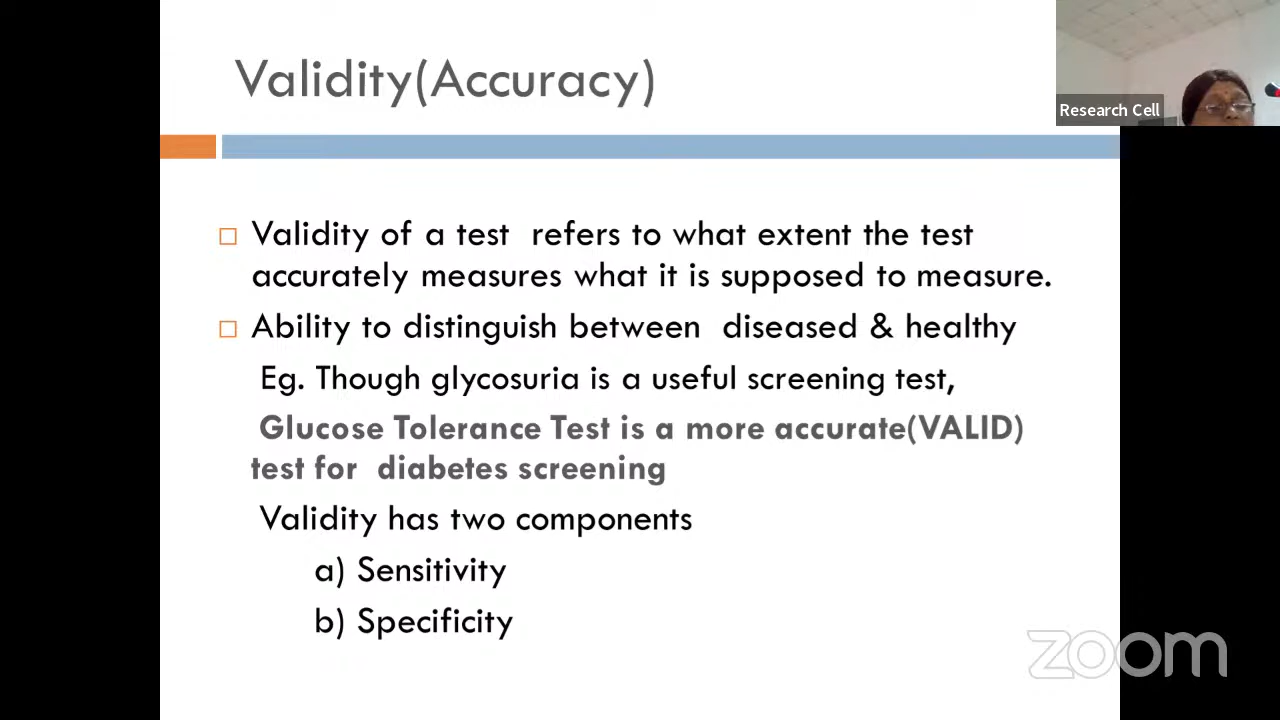 Validity(Accuracy)
Research Cell
Validity of a test refers to what extent the test
accurately measures what it is supposed to measure.
Ability to distinguish between diseased & healthy
Eg. Though glycosuria is a useful screening test,
Glucose Tolerance Test is a more accurate(VALID)
test for diabetes screening
Validity has two components
a) Sensitivity
b) Specificity
zoom